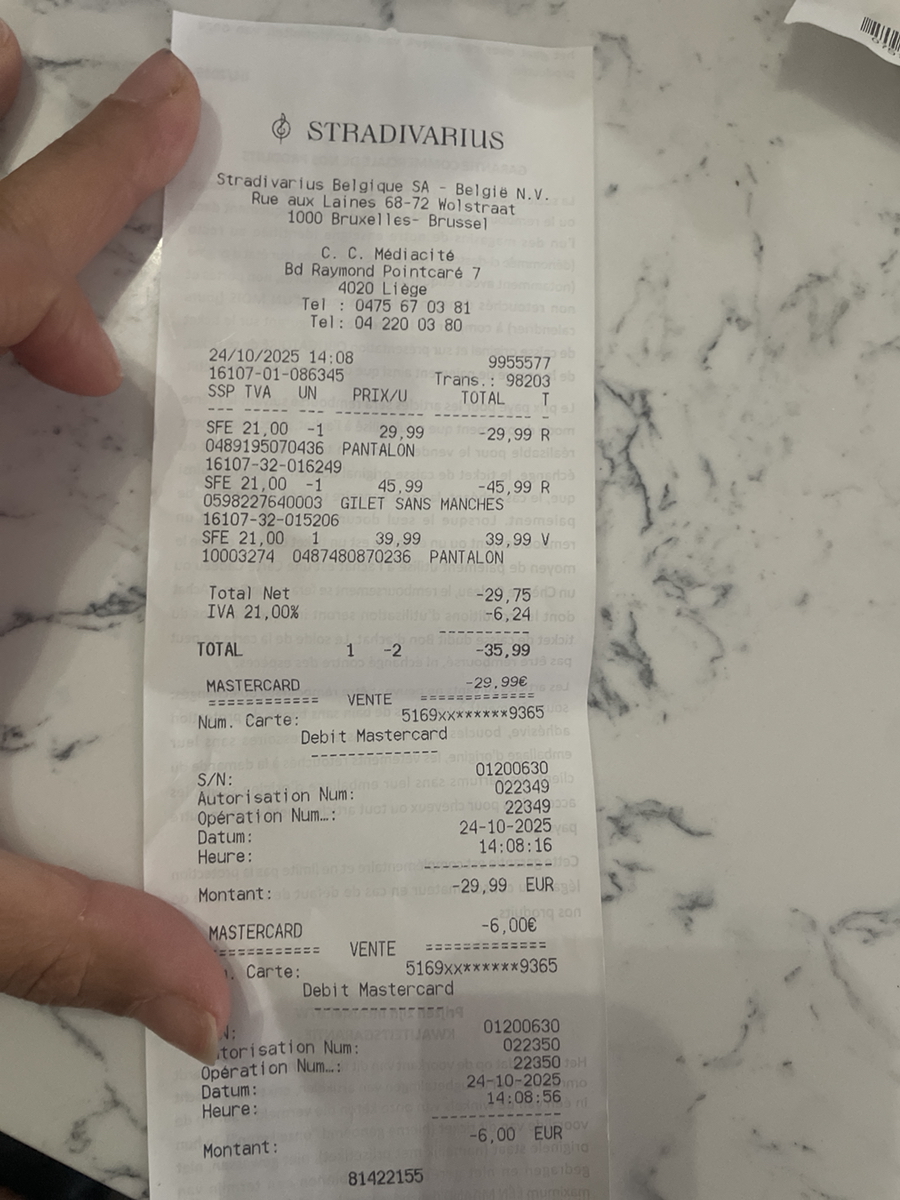 STRADIVARIUS
Stradivarius Belgique SA - België N.V.
Rue aux Laines 68-72 Wolstraat
1000 Bruxelles- Brussel
C. C. Médiacité
Bd Raymond Pointcaré 7
4020 Liège
Tel : 0475 67 03 81
Tel: 04 220 03 80
24/10/2025 14:08 9955577
16107-01-086345 Trans.: 98203
SSP TVA UN PRIX/U TOTAL T
--- ----- --- --------- ---------- -
SFE 21,00 -1 29,99 -29,99 R
0489195070436 PANTALON
16107-32-016249
SFE 21,00 -1 45,99 -45,99 R
0598227640003 GILET SANS MANCHES
16107-32-015206
SFE 21,00 1 39,99 39,99 V
10003274 0487480870236 PANTALON
Total Net -29,75
IVA 21,00% -6,24
----------
TOTAL 1 -2 -35,99
MASTERCARD -29,99€
============ VENTE ============
Num. Carte: 5169xx******9365
Debit Mastercard
--------------
S/N: 01200630
Autorisation Num: 022349
Opération Num…: 22349
Datum: 24-10-2025
Heure: 14:08:16
--------------
Montant: -29,99 EUR
MASTERCARD -6,00€
=========== VENTE =============
Carte: 5169xx******9365
Debit Mastercard
--------------
N: 01200630
torisation Num: 022350
Opération Num…: 22350
Datum: 24-10-2025
Heure: 14:08:56
--------------
Montant: -6,00 EUR
81422155